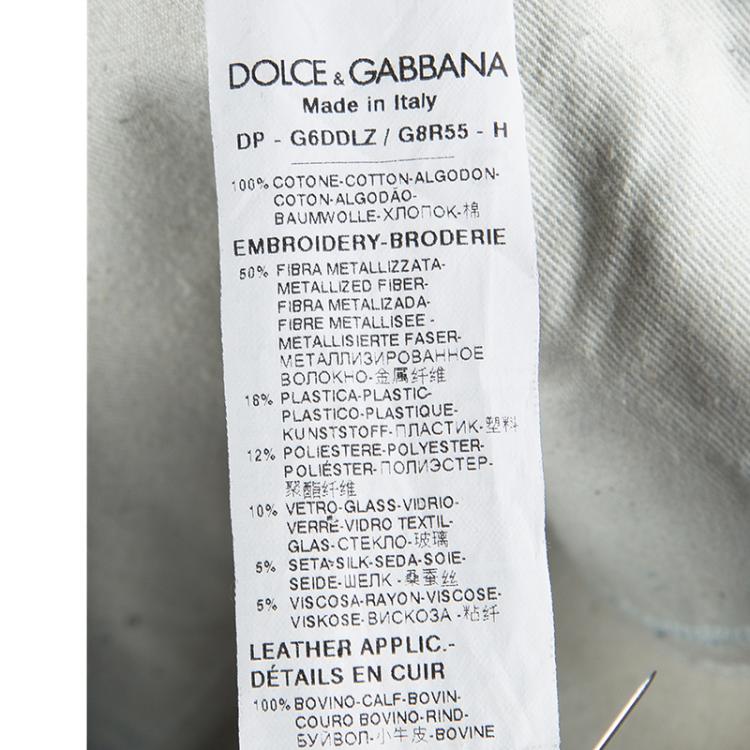 DOLCE & GABBANA
Made in Italy
DP - G6DDLZ / G8R55 - H
100% COTONE-COTTON-ALGODON-
COTON-ALGODÃO-
BAUMWOLLE-ХЛОПОК-棉
EMBROIDERY-BRODERIE
50% FIBRA METALLIZZATA-
METALLIZED FIBER-
FIBRA METALIZADA-
FIBRE METALLISEE -
METALLISIERTE FASER-
МЕТАЛЛИЗИРОВАННОЕ
ВОЛОКНО-金属纤维
18% PLASTICA-PLASTIC-
PLASTICO-PLASTIQUE-
KUNSTSTOFF-ПЛАСТИК-塑料
12% POLIESTERE-POLYESTER-
POLIÉSTER-ПОЛИЭСТЕР-
聚酯纤维
10% VETRO-GLASS-VIDRIO-
VERRE-VIDRO TEXTIL-
GLAS-СТЕКЛО-玻璃
5% SETA-SILK-SEDA-SOIE-
SEIDE-ШЕЛК-桑蚕丝
5% VISCOSA-RAYON-VISCOSE-
VISKOSE-ВИСКОЗА-粘纤
LEATHER APPLIC.-
DÉTAILS EN CUIR
100% BOVINO-CALF-BOVIN-
COURO BOVINO-RIND-
БУЙВОЛ-小牛皮-BOVINE